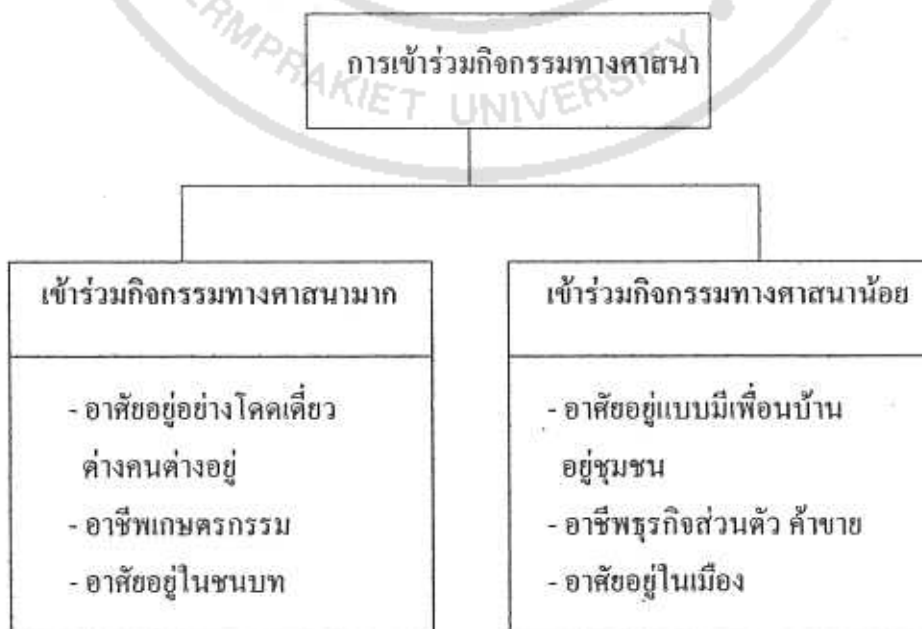 ERMPRAKIET UNIVERSITY
การเข้าร่วมกิจกรรมทางศาสนา
เข้าร่วมกิจกรรมทางศาสนามาก
- อาศัยอยู่อย่างโดดเดี่ยว
ต่างคนต่างอยู่
- อาชีพเกษตรกรรม
- อาศัยอยู่ในชนบท
เข้าร่วมกิจกรรมทางศาสนาน้อย
- อาศัยอยู่แบบมีเพื่อนบ้าน
อยู่ชุมชน
- อาชีพธุรกิจส่วนตัว ค้าขาย
- อาศัยอยู่ในเมือง